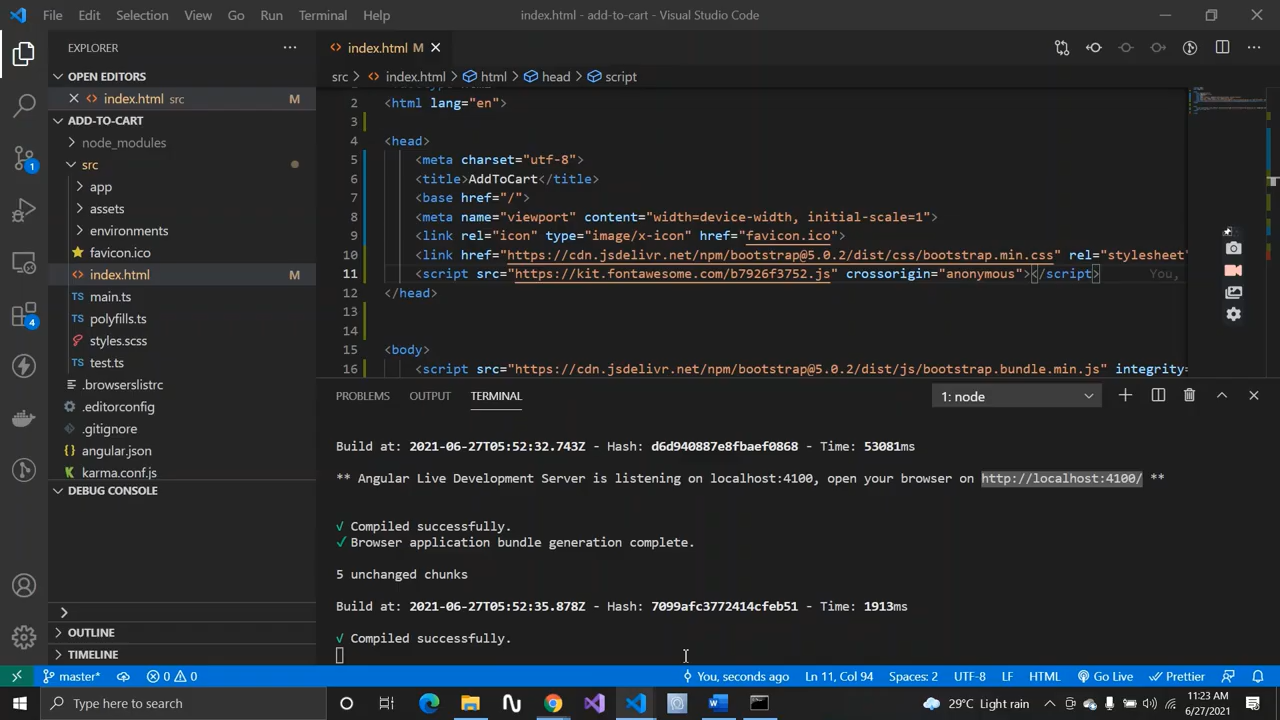 File Edit Selection View Go Run Terminal Help index.html - add-to-cart - Visual Studio Code
EXPLORER
OPEN EDITORS
index.html src M
ADD-TO-CART
node_modules
src
app
assets
environments
favicon.ico
index.html M
main.ts
polyfills.ts
styles.scss
test.ts
.browserslistrc
.editorconfig
.gitignore
angular.json
karma.conf.js
DEBUG CONSOLE
OUTLINE
TIMELINE
1
4
index.html M
src > index.html > html > head > script
2 <html lang="en">
3
4 <head>
5 <meta charset="utf-8">
6 <title>AddToCart</title>
7 <base href="/">
8 <meta name="viewport" content="width=device-width, initial-scale=1">
9 <link rel="icon" type="image/x-icon" href="favicon.ico">
10 <link href="https://cdn.jsdelivr.net/npm/bootstrap@5.0.2/dist/css/bootstrap.min.css" rel="stylesheet"
11 <script src="https://kit.fontawesome.com/b7926f3752.js" crossorigin="anonymous"></script> You,
12 </head>
13
14
15 <body>
16 <script src="https://cdn.jsdelivr.net/npm/bootstrap@5.0.2/dist/js/bootstrap.bundle.min.js" integrity=
PROBLEMS OUTPUT TERMINAL 1: node
Build at: 2021-06-27T05:52:32.743Z - Hash: d6d940887e8fbaef0868 - Time: 53081ms
** Angular Live Development Server is listening on localhost:4100, open your browser on http://localhost:4100/ **
√ Compiled successfully.
√ Browser application bundle generation complete.
5 unchanged chunks
Build at: 2021-06-27T05:52:35.878Z - Hash: 7099afc3772414cfeb51 - Time: 1913ms
√ Compiled successfully.
master* 0 0 You, seconds ago Ln 11, Col 94 Spaces: 2 UTF-8 LF HTML Go Live Prettier
Type here to search 29°C Light rain 11:23 AM
6/27/2021